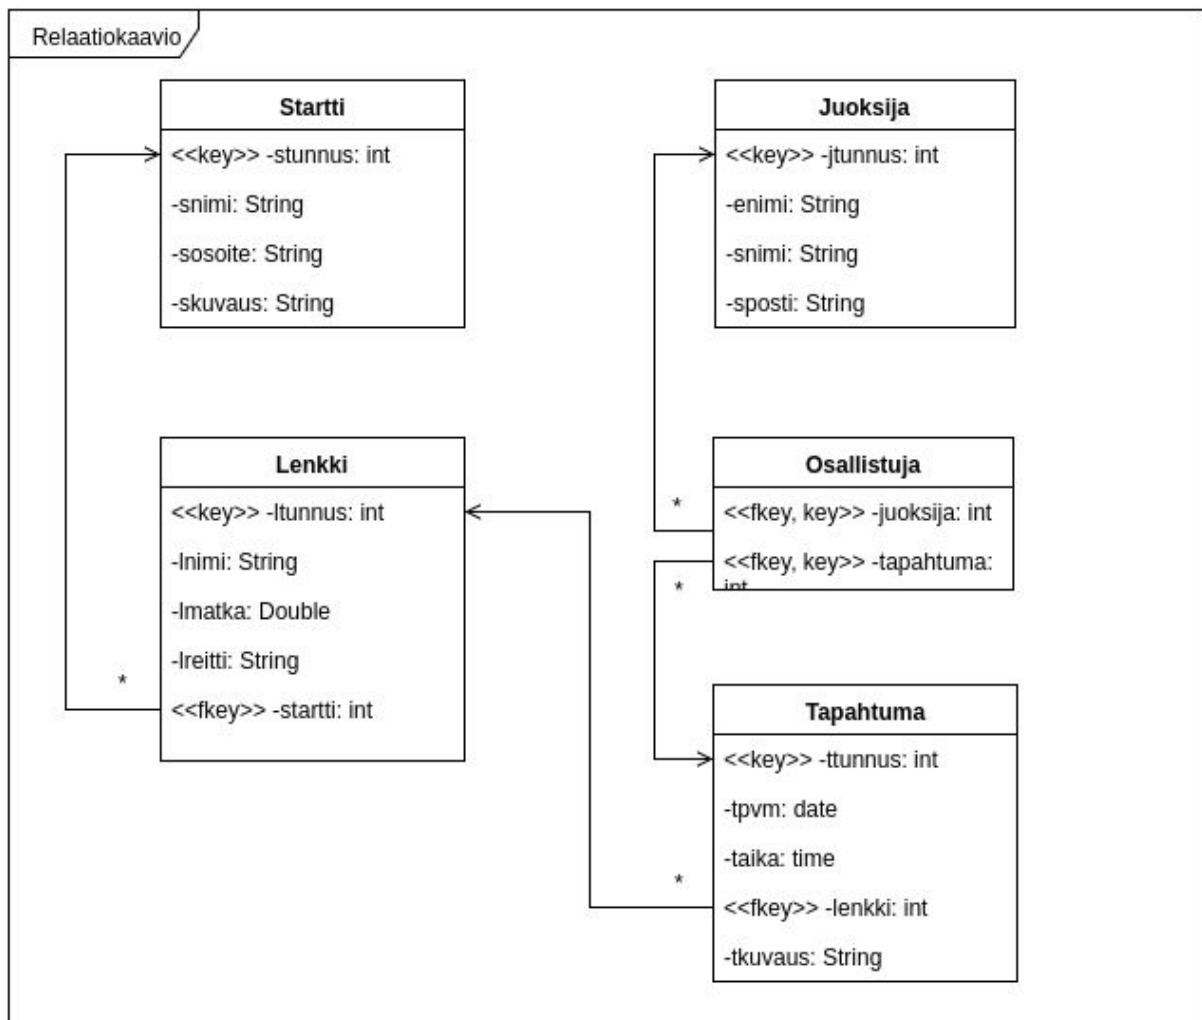 Relaatiokaavio
Startti
<<key>> -stunnus: int
-snimi: String
-sosoite: String
-skuvaus: String
Juoksija
<<key>> -jtunnus: int
-enimi: String
-snimi: String
-sposti: String
Lenkki
<<key>> -ltunnus: int
-lnimi: String
-lmatka: Double
-lreitti: String
*
<<fkey>> -startti: int
Osallistuja
*
<<fkey, key>> -juoksija: int
<<fkey, key>> -tapahtuma:
*
int
Tapahtuma
<<key>> -ttunnus: int
-tpvm: date
-taika: time
*
<<fkey>> -lenkki: int
-tkuvaus: String